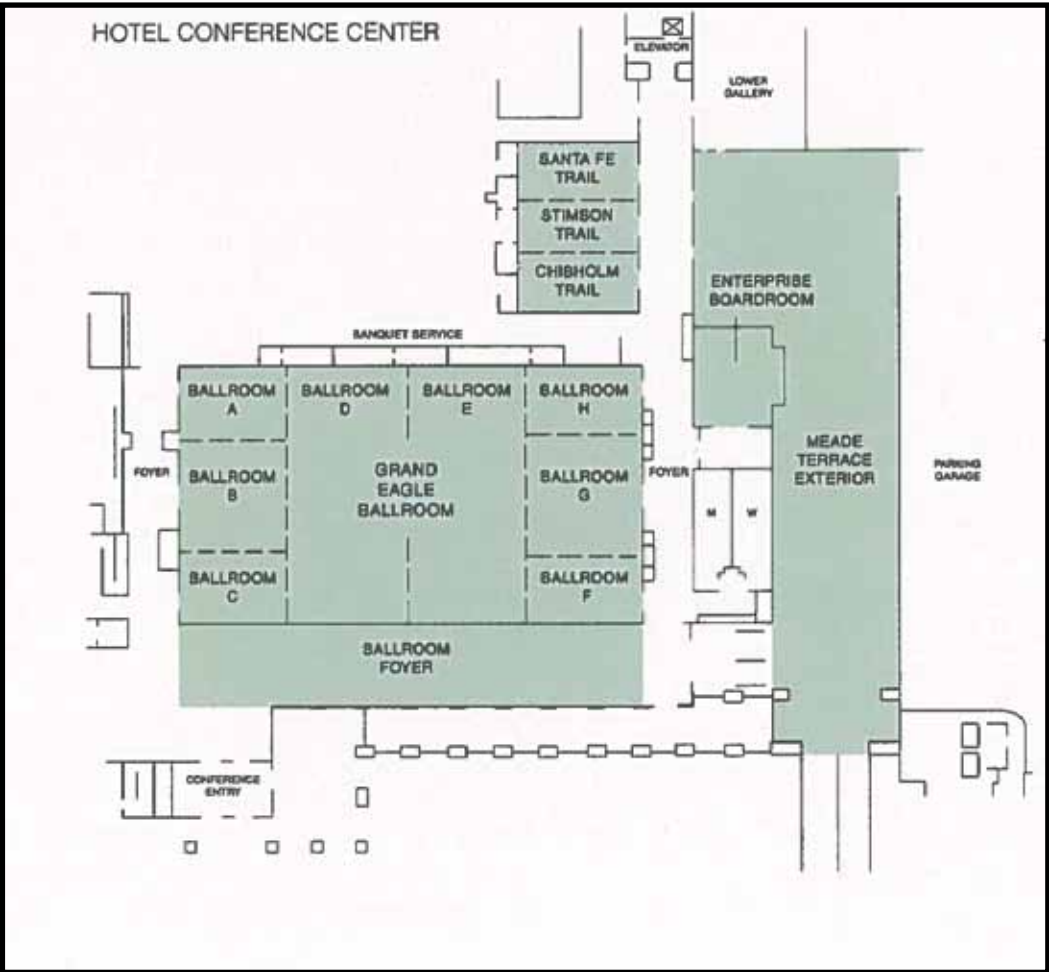 HOTEL CONFERENCE CENTER
ELEVATOR
LOWER
GALLERY
SANTA FE
TRAIL
STIMSON
TRAIL
CHIBHOLM
TRAIL
ENTERPRISE
BOARDROOM
BANQUET SERVICE
BALLROOM
A
BALLROOM
D
BALLROOM
E
BALLROOM
H
FOYER
BALLROOM
B
GRAND
EAGLE
BALLROOM
BALLROOM
G
FOYER
MEADE
TERRACE
EXTERIOR
PARKING
GARAGE
M
W
BALLROOM
C
BALLROOM
F
BALLROOM
FOYER
CONFERENCE
ENTRY